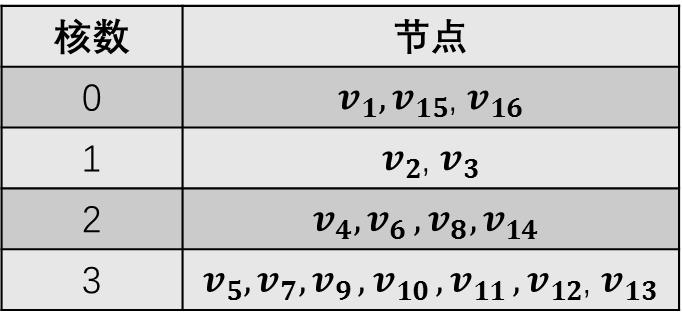 核数 节点
0 v₁,v₁₅, v₁₆
1 v₂, v₃
2 v₄,v₆ ,v₈,v₁₄
3 v₅,v₇,v₉ ,v₁₀ ,v₁₁ ,v₁₂, v₁₃